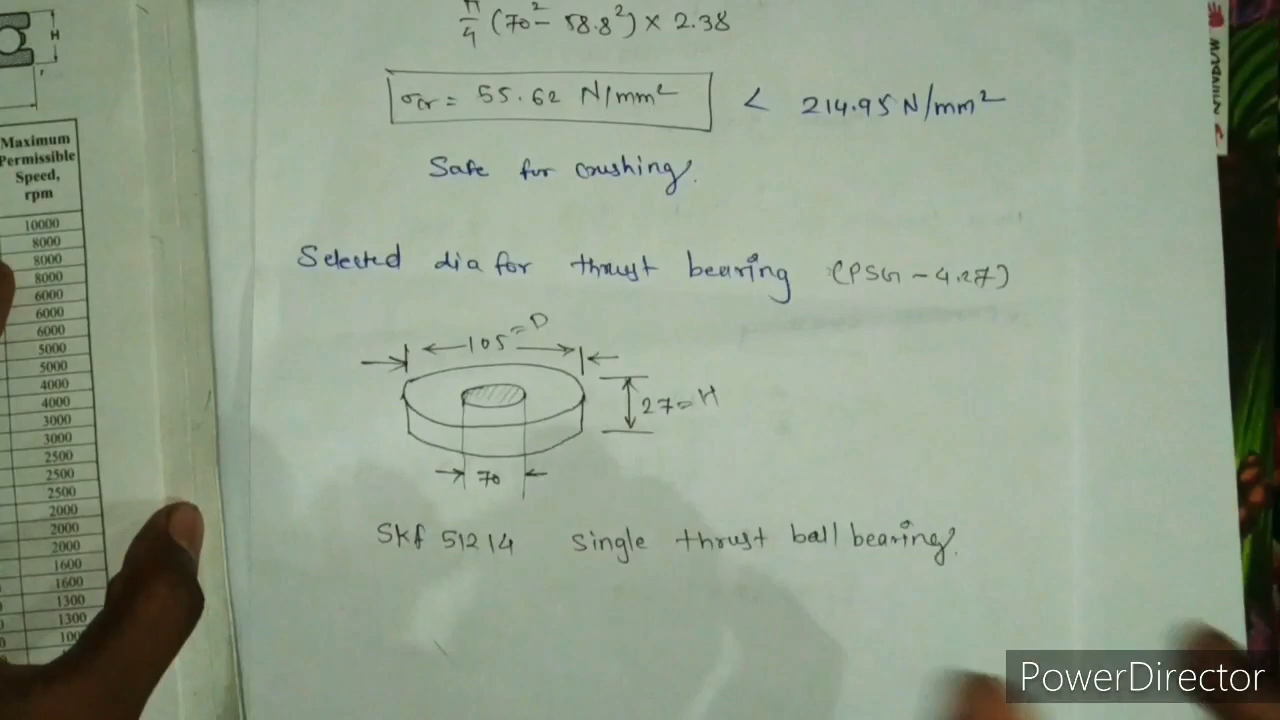 π/4 (70² - 58.8²) × 2.38
σcr = 55.62 N/mm² < 214.95 N/mm²
Safe for crushing.
Selected dia for thrust bearing (PSG - 4.27)
105 = D
27 = H
70
Skf 51214 single thrust ball bearing.
H
r
Maximum
Permissible
Speed,
rpm
10000
8000
8000
8000
6000
6000
6000
5000
5000
4000
4000
3000
3000
2500
2500
2500
2000
2000
2000
1600
1600
1300
1300
100
PowerDirector